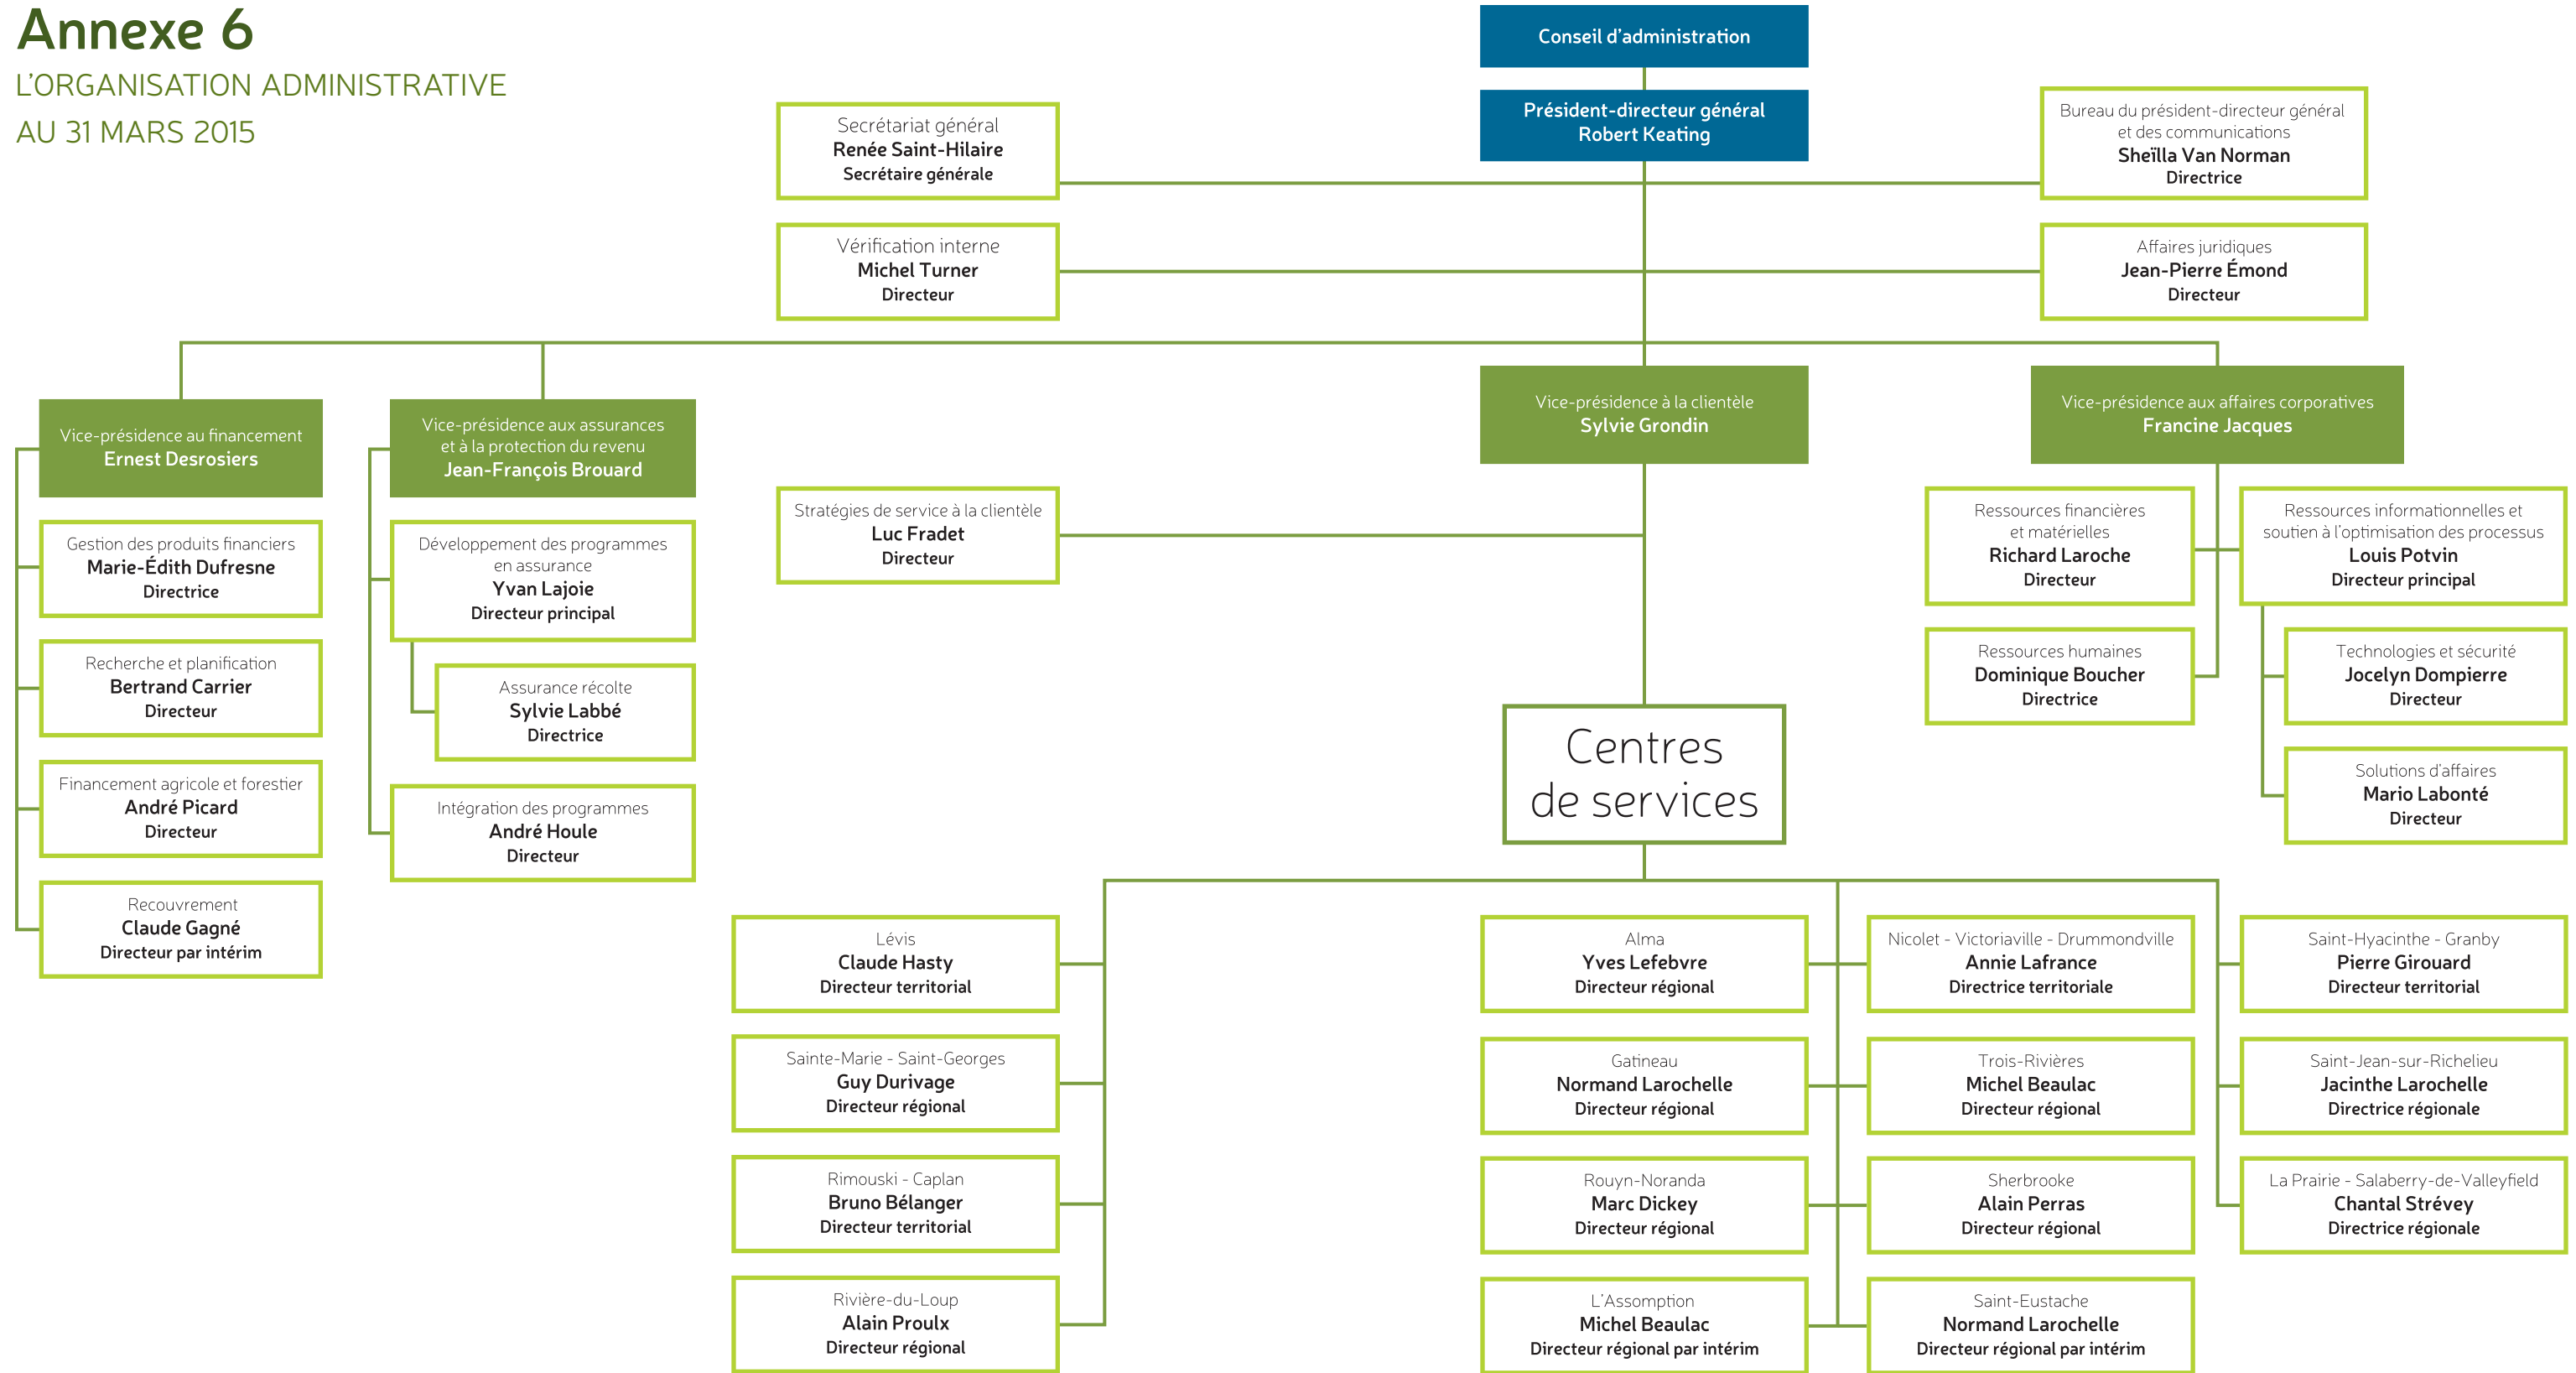 Annexe 6
L'ORGANISATION ADMINISTRATIVE
AU 31 MARS 2015
Conseil d'administration
Président-directeur général
Robert Keating
Secrétariat général
Renée Saint-Hilaire
Secrétaire générale
Bureau du président-directeur général
et des communications
Sheïlla Van Norman
Directrice
Vérification interne
Michel Turner
Directeur
Affaires juridiques
Jean-Pierre Émond
Directeur
Vice-présidence au financement
Ernest Desrosiers
Gestion des produits financiers
Marie-Édith Dufresne
Directrice
Recherche et planification
Bertrand Carrier
Directeur
Financement agricole et forestier
André Picard
Directeur
Recouvrement
Claude Gagné
Directeur par intérim
Vice-présidence aux assurances
et à la protection du revenu
Jean-François Brouard
Développement des programmes
en assurance
Yvan Lajoie
Directeur principal
Assurance récolte
Sylvie Labbé
Directrice
Intégration des programmes
André Houle
Directeur
Vice-présidence à la clientèle
Sylvie Grondin
Stratégies de service à la clientèle
Luc Fradet
Directeur
Vice-présidence aux affaires corporatives
Francine Jacques
Ressources financières
et matérielles
Richard Laroche
Directeur
Ressources humaines
Dominique Boucher
Directrice
Ressources informationnelles et
soutien à l'optimisation des processus
Louis Potvin
Directeur principal
Technologies et sécurité
Jocelyn Dompierre
Directeur
Solutions d'affaires
Mario Labonté
Directeur
Centres
de services
Lévis
Claude Hasty
Directeur territorial
Sainte-Marie - Saint-Georges
Guy Durivage
Directeur régional
Rimouski - Caplan
Bruno Bélanger
Directeur territorial
Rivière-du-Loup
Alain Proulx
Directeur régional
Alma
Yves Lefebvre
Directeur régional
Gatineau
Normand Larochelle
Directeur régional
Rouyn-Noranda
Marc Dickey
Directeur régional
L'Assomption
Michel Beaulac
Directeur régional par intérim
Nicolet - Victoriaville - Drummondville
Annie Lafrance
Directrice territoriale
Trois-Rivières
Michel Beaulac
Directeur régional
Sherbrooke
Alain Perras
Directeur régional
Saint-Eustache
Normand Larochelle
Directeur régional par intérim
Saint-Hyacinthe - Granby
Pierre Girouard
Directeur territorial
Saint-Jean-sur-Richelieu
Jacinthe Larochelle
Directrice régionale
La Prairie - Salaberry-de-Valleyfield
Chantal Strévey
Directrice régionale